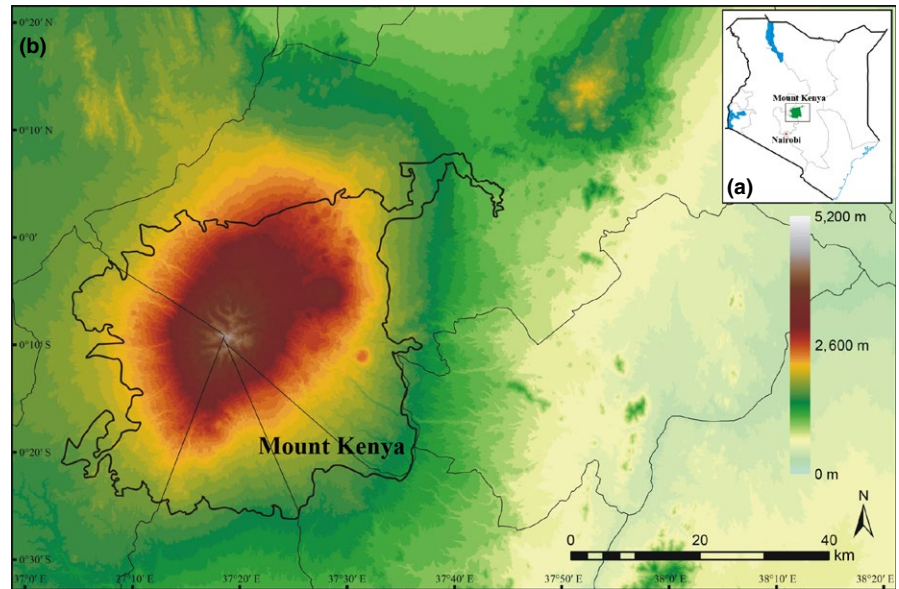 (b)
0°20′ N
0°10′ N
0°0′
0°10′ S
0°20′ S
0°30′ S
37°0′ E
37°10′ E
37°20′ E
37°30′ E
37°40′ E
37°50′ E
38°0′ E
38°10′ E
38°20′ E
Mount Kenya
(a)
Mount Kenya
Nairobi
5,200 m
2,600 m
0 m
N
0
20
40
km